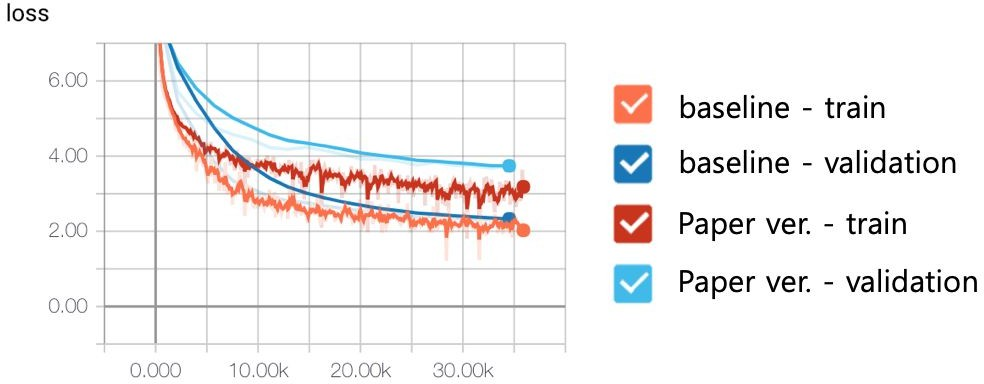 loss
6.00
4.00
2.00
0.00
0.000 10.00k 20.00k 30.00k
baseline - train
baseline - validation
Paper ver. - train
Paper ver. - validation